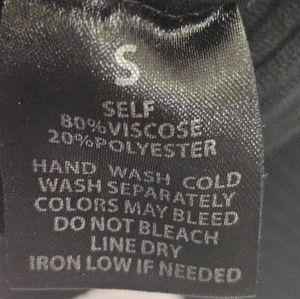 S
SELF
80%VISCOSE
20%POLYESTER
HAND WASH COLD
WASH SEPARATELY
COLORS MAY BLEED
DO NOT BLEACH
LINE DRY
IRON LOW IF NEEDED